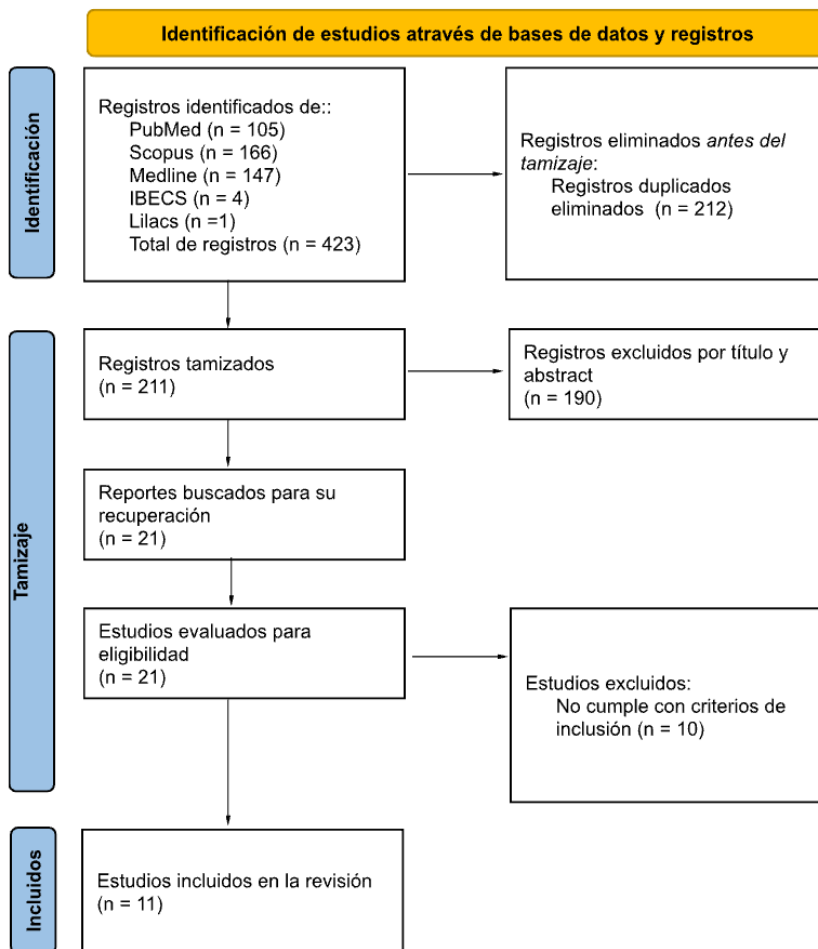 Identificación de estudios através de bases de datos y registros
Identificación
Registros identificados de::
PubMed (n = 105)
Scopus (n = 166)
Medline (n = 147)
IBECS (n = 4)
Lilacs (n =1)
Total de registros (n = 423)
Registros eliminados antes del
tamizaje:
Registros duplicados
eliminados (n = 212)
Tamizaje
Registros tamizados
(n = 211)
Registros excluidos por título y
abstract
(n = 190)
Reportes buscados para su
recuperación
(n = 21)
Estudios evaluados para
eligibilidad
(n = 21)
Estudios excluidos:
No cumple con criterios de
inclusión (n = 10)
Incluidos
Estudios incluidos en la revisión
(n = 11)